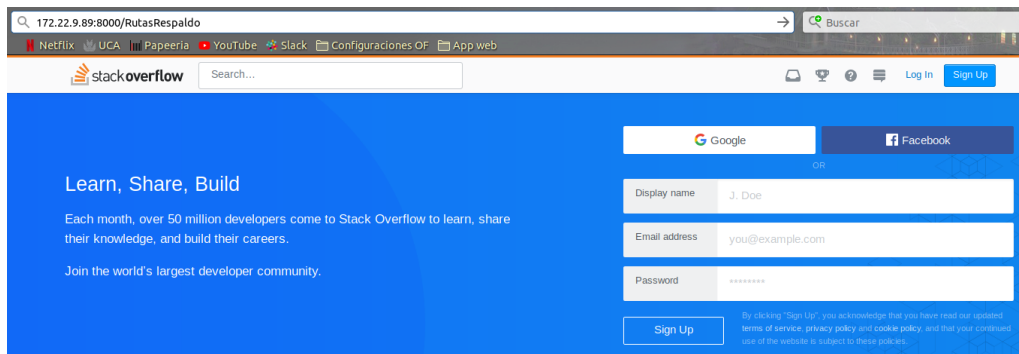 172.22.9.89:8000/RutasRespaldo
Buscar
Netflix UCA Papeeria YouTube Slack Configuraciones OF App web
stackoverflow Search... Log In Sign Up
Google Facebook
OR
Learn, Share, Build
Each month, over 50 million developers come to Stack Overflow to learn, share
their knowledge, and build their careers.
Join the world's largest developer community.
Display name J. Doe
Email address you@example.com
Password ********
Sign Up
By clicking "Sign Up", you acknowledge that you have read our updated
terms of service, privacy policy and cookie policy, and that your continued
use of the website is subject to these policies.